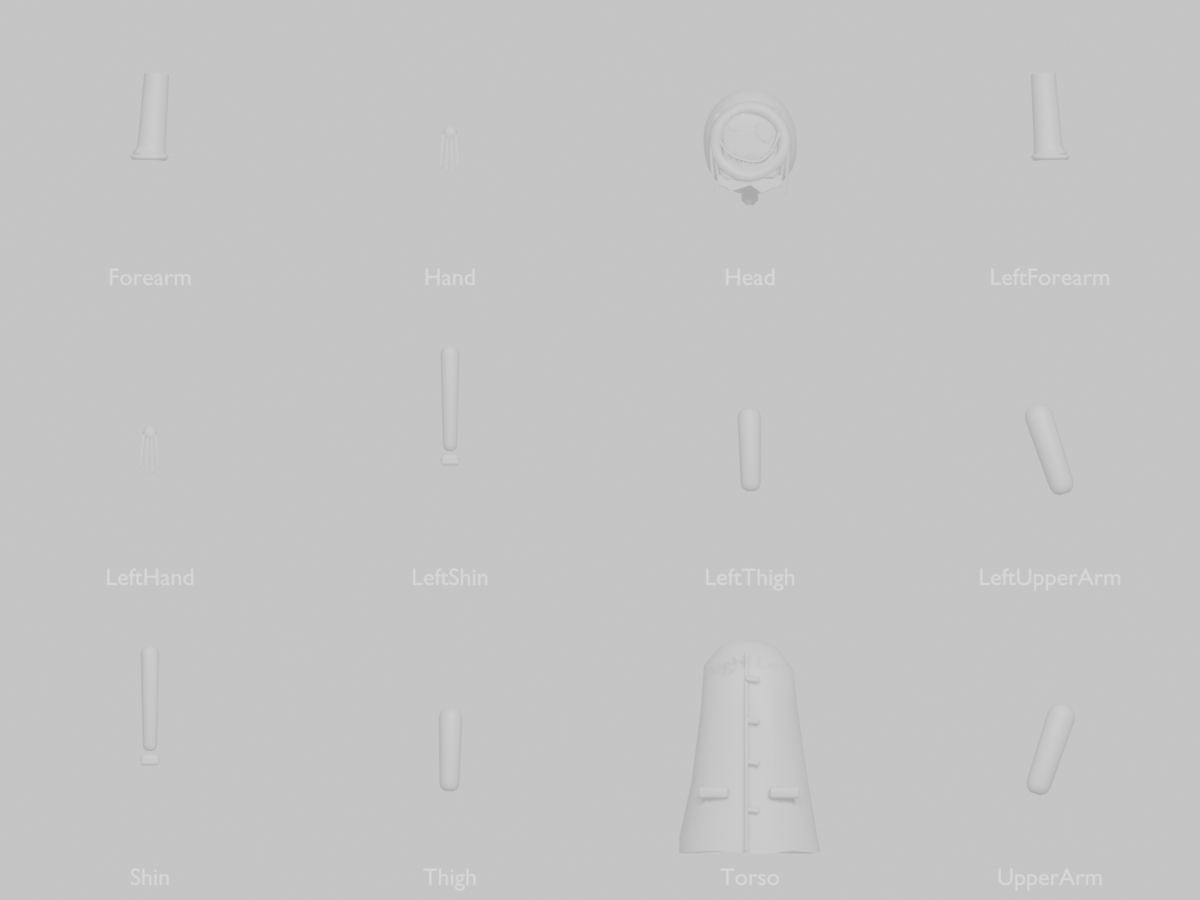 Forearm
Hand
Head
LeftForearm
LeftHand
LeftShin
LeftThigh
LeftUpperArm
Shin
Thigh
Torso
UpperArm